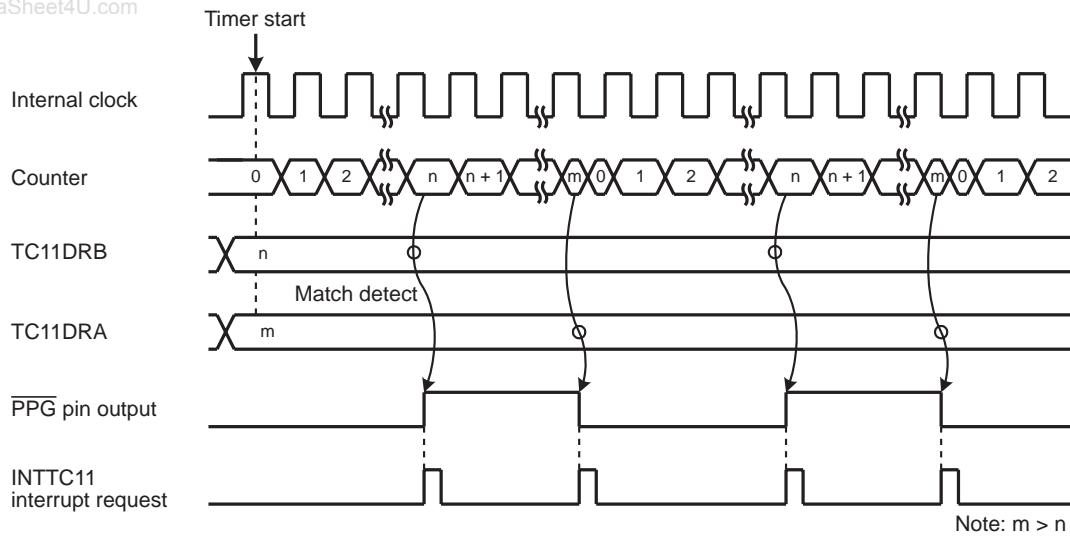 aSheet4U.com
Timer start
Internal clock
Counter
0 1 2 n n + 1 m 0 1 2 n n + 1 m 0 1 2
TC11DRB
n
Match detect
TC11DRA
m
PPG pin output
INTTC11
interrupt request
Note: m > n